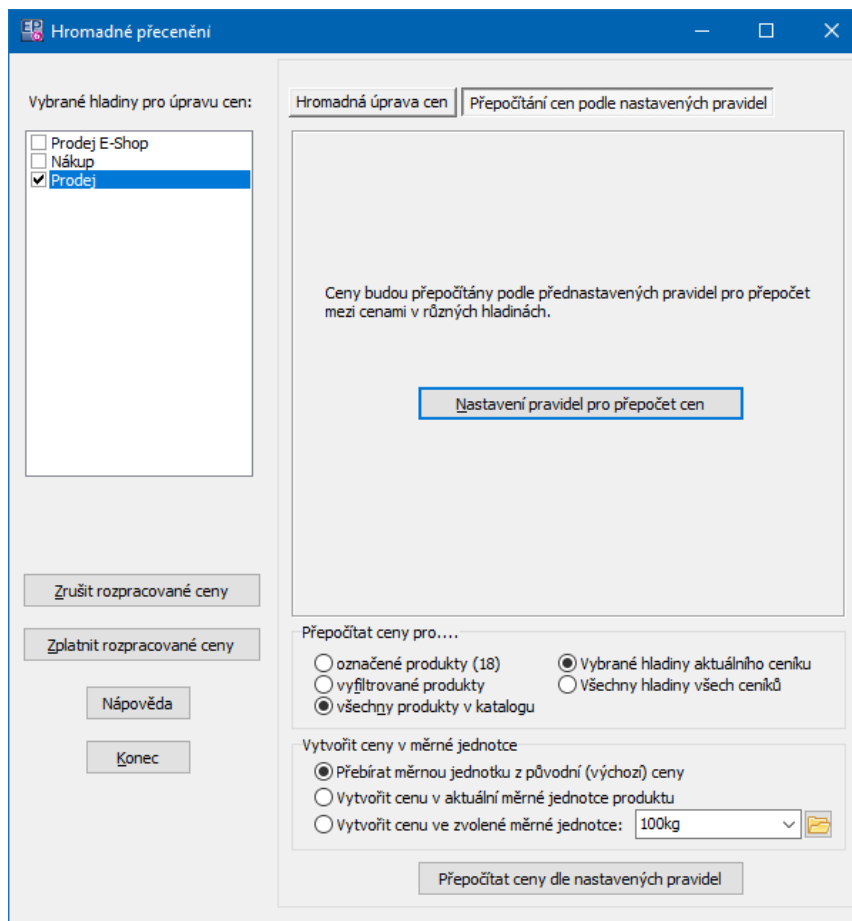 Hromadné přecenění
Vybrané hladiny pro úpravu cen:
Prodej E-Shop
Nákup
Prodej
Zrušit rozpracované ceny
Zplatnit rozpracované ceny
Nápověda
Konec
Hromadná úprava cen
Přepočítání cen podle nastavených pravidel
Ceny budou přepočítány podle přednastavených pravidel pro přepočet
mezi cenami v různých hladinách.
Nastavení pravidel pro přepočet cen
Přepočítat ceny pro....
označené produkty (18)
vyfiltrované produkty
všechny produkty v katalogu
Vybrané hladiny aktuálního ceníku
Všechny hladiny všech ceníků
Vytvořit ceny v měrné jednotce
Přebírat měrnou jednotku z původní (výchozí) ceny
Vytvořit cenu v aktuální měrné jednotce produktu
Vytvořit cenu ve zvolené měrné jednotce:
100kg
Přepočítat ceny dle nastavených pravidel